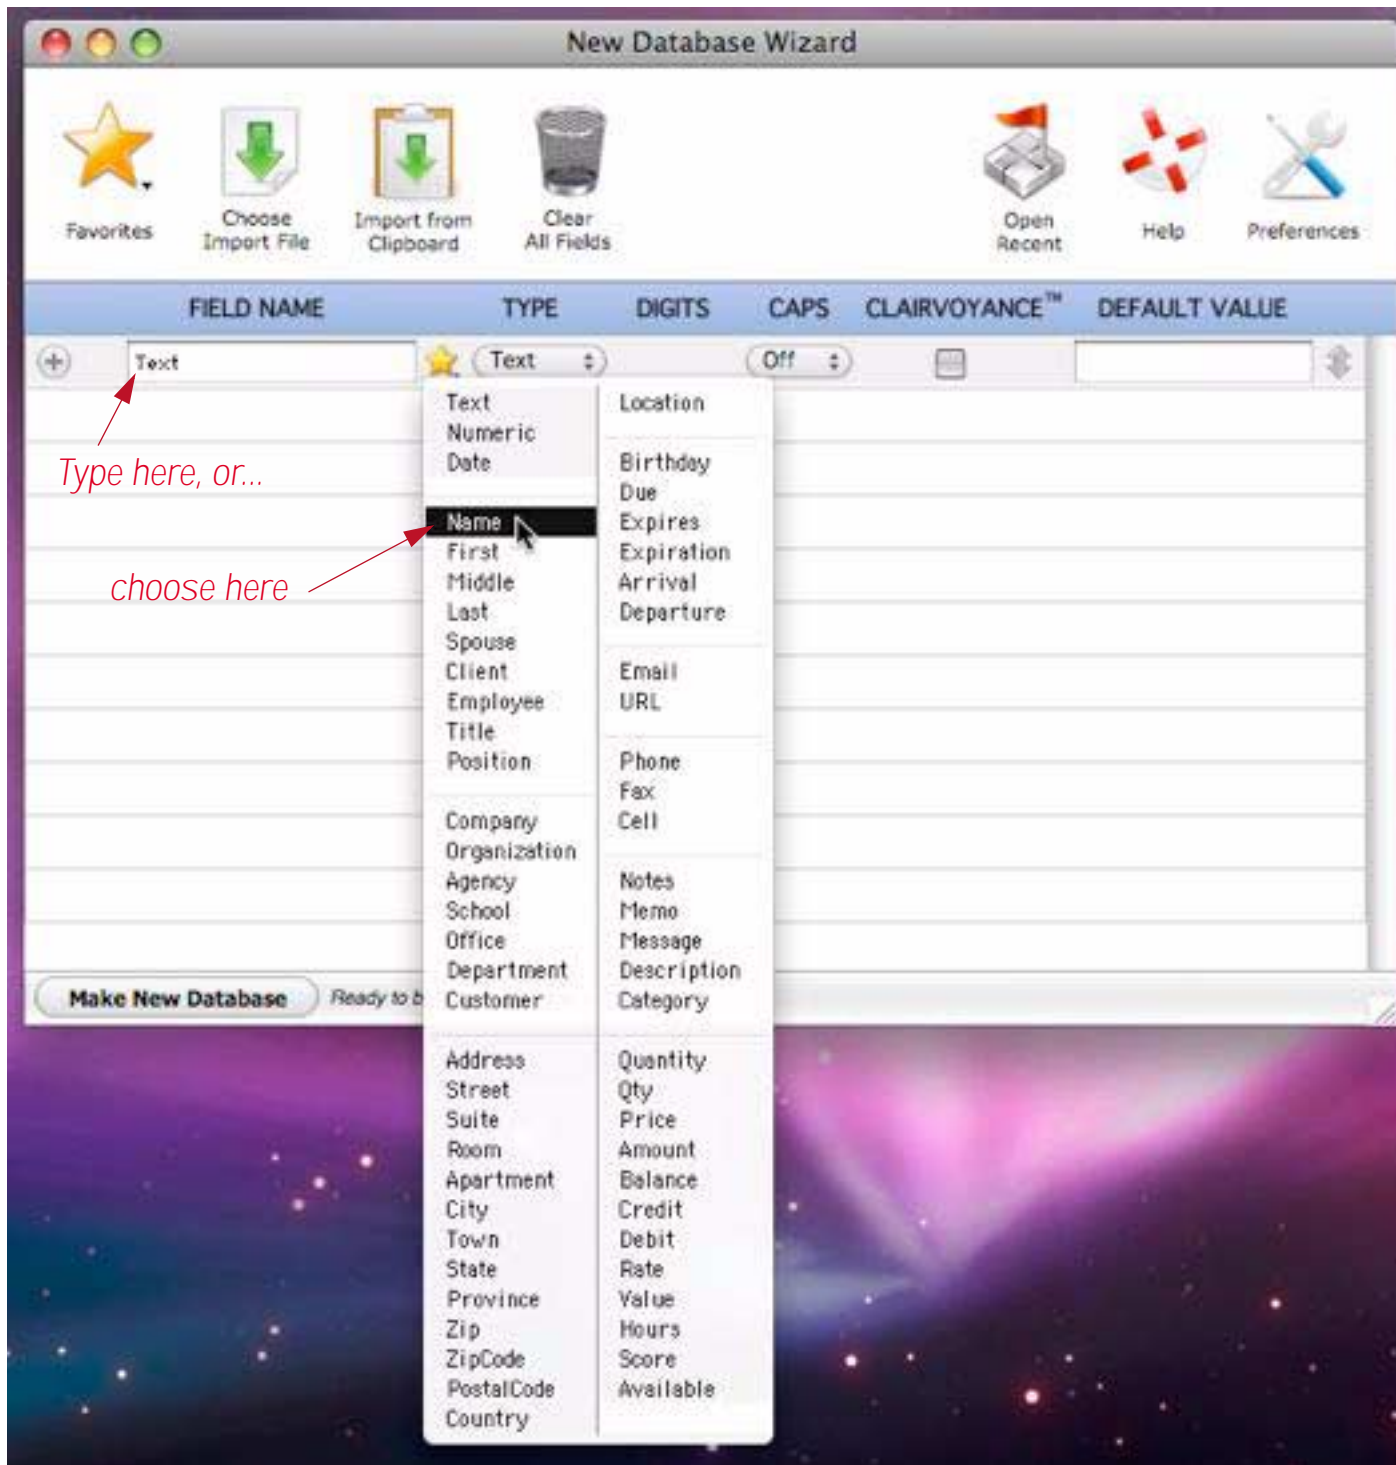 New Database Wizard
Favorites
Choose
Import File
Import from
Clipboard
Clear
All Fields
Open
Recent
Help
Preferences
FIELD NAME TYPE DIGITS CAPS CLAIRVOYANCE™ DEFAULT VALUE
Text Text Off
Type here, or...
choose here
Text
Numeric
Date
Name
First
Middle
Last
Spouse
Client
Employee
Title
Position
Company
Organization
Agency
School
Office
Department
Customer
Address
Street
Suite
Room
Apartment
City
Town
State
Province
Zip
ZipCode
PostalCode
Country
Location
Birthday
Due
Expires
Expiration
Arrival
Departure
Email
URL
Phone
Fax
Cell
Notes
Memo
Message
Description
Category
Quantity
Qty
Price
Amount
Balance
Credit
Debit
Rate
Value
Hours
Score
Available
Make New Database Ready to b